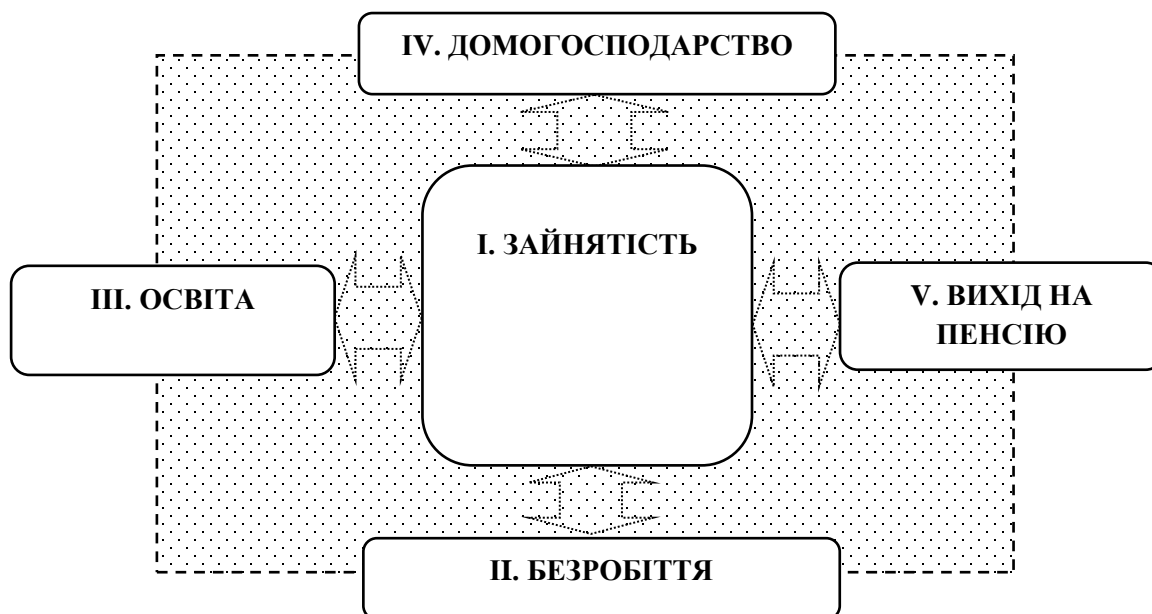 IV. ДОМОГОСПОДАРСТВО
І. ЗАЙНЯТІСТЬ
ІІІ. ОСВІТА
V. ВИХІД НА
ПЕНСІЮ
ІІ. БЕЗРОБІТТЯ